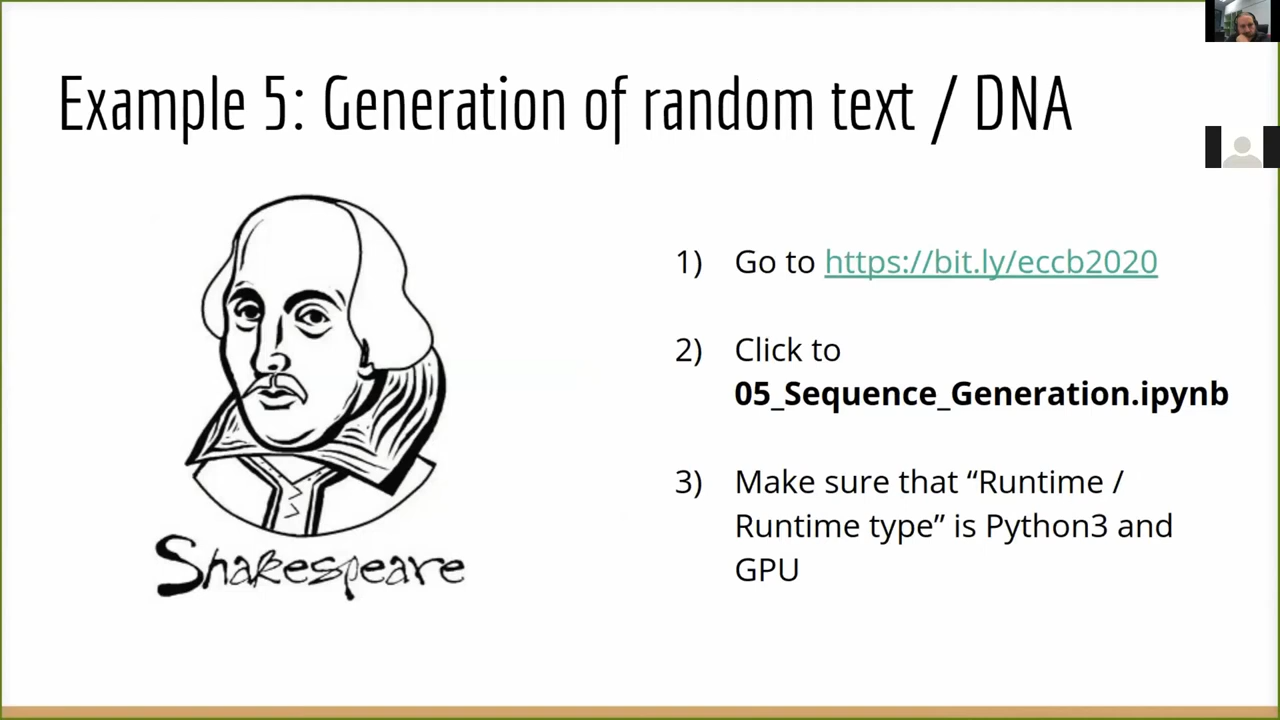 Example 5: Generation of random text / DNA
1) Go to https://bit.ly/eccb2020
2) Click to
05_Sequence_Generation.ipynb
3) Make sure that “Runtime /
Runtime type” is Python3 and
GPU
Shakespeare